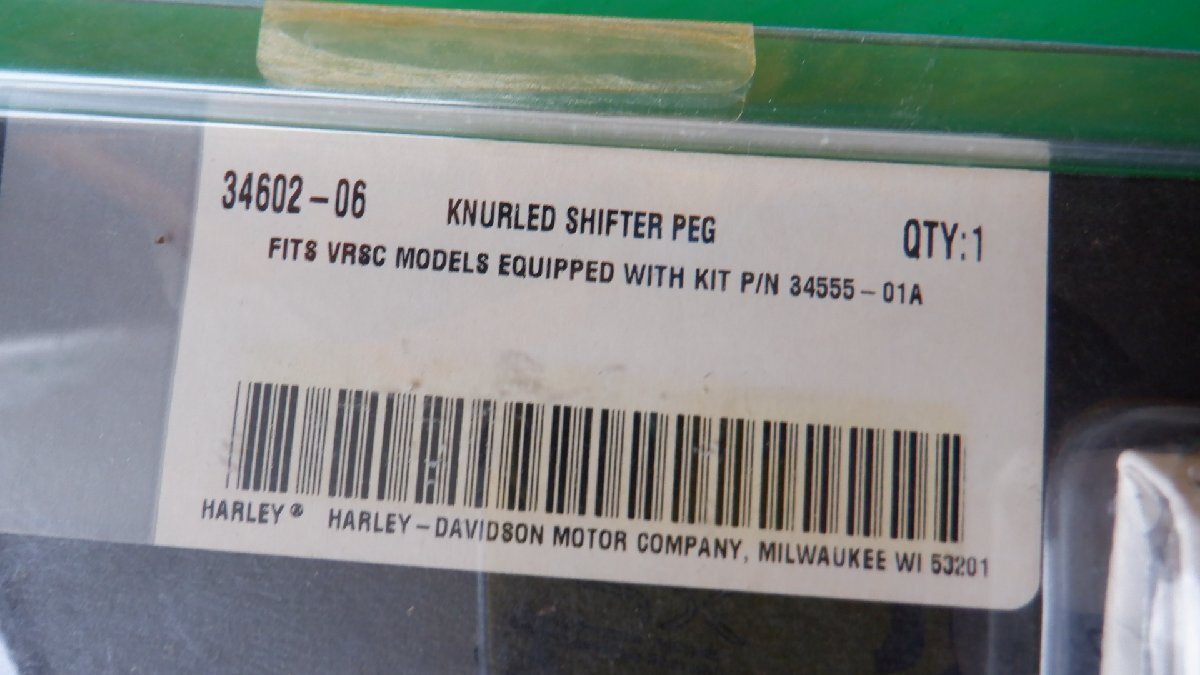 34602-06 KNURLED SHIFTER PEG QTY:1
FITS VRSC MODELS EQUIPPED WITH KIT P/N 34555-01A
HARLEY® HARLEY-DAVIDSON MOTOR COMPANY, MILWAUKEE WI 53201